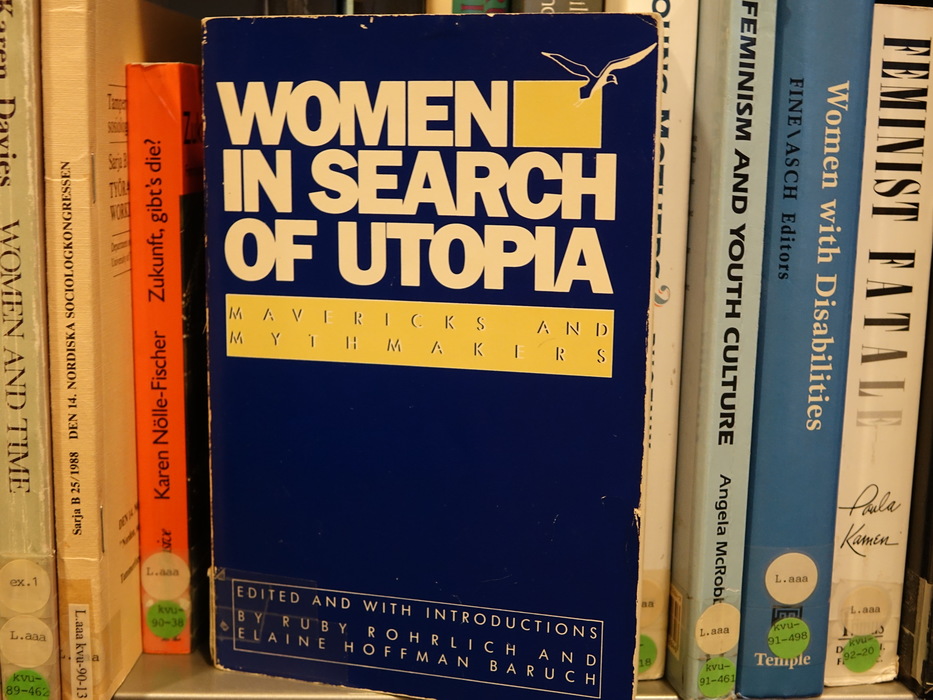 Karen Davies WOMEN AND TIME
ex.1
L.aaa
kvu-
89-462
Sarja B 25/1988 DEN 14. NORDISKA SOCIOLOGKONGRESSEN
L.aaa kvu-90-13
Karen Nölle-Fischer Zukunft, gibt's die?
L.aaa
kvu-
90-38
WOMEN
IN SEARCH
OF UTOPIA
MAVERICKS AND
MYTHMAKERS
EDITED AND WITH INTRODUCTIONS
BY RUBY ROHRLICH AND
ELAINE HOFFMAN BARUCH
FEMINISM AND YOUTH CULTURE Angela
L.aaa
kvu-
91-461
Women with Disabilities
FINE\ASCH Editors
L.aaa
kvu-
91-498
Temple
FEMINIST FATALE
Paula
Kamen
L.aaa
kvu-
92-20